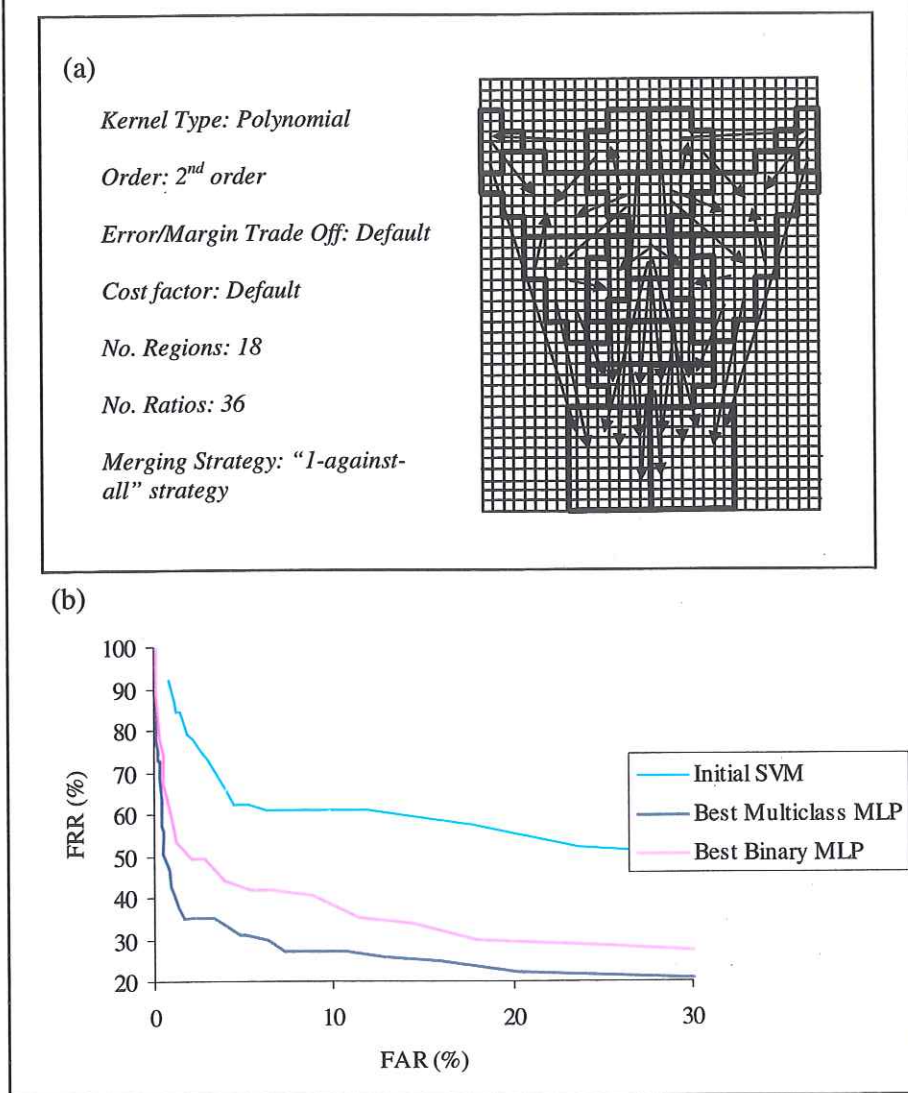 (a)
Kernel Type: Polynomial
Order: 2nd order
Error/Margin Trade Off: Default
Cost factor: Default
No. Regions: 18
No. Ratios: 36
Merging Strategy: “1-against-
all” strategy
(b)
100
90
80
70
60
50
40
30
20
FRR (%)
0
10
20
30
FAR (%)
Initial SVM
Best Multiclass MLP
Best Binary MLP